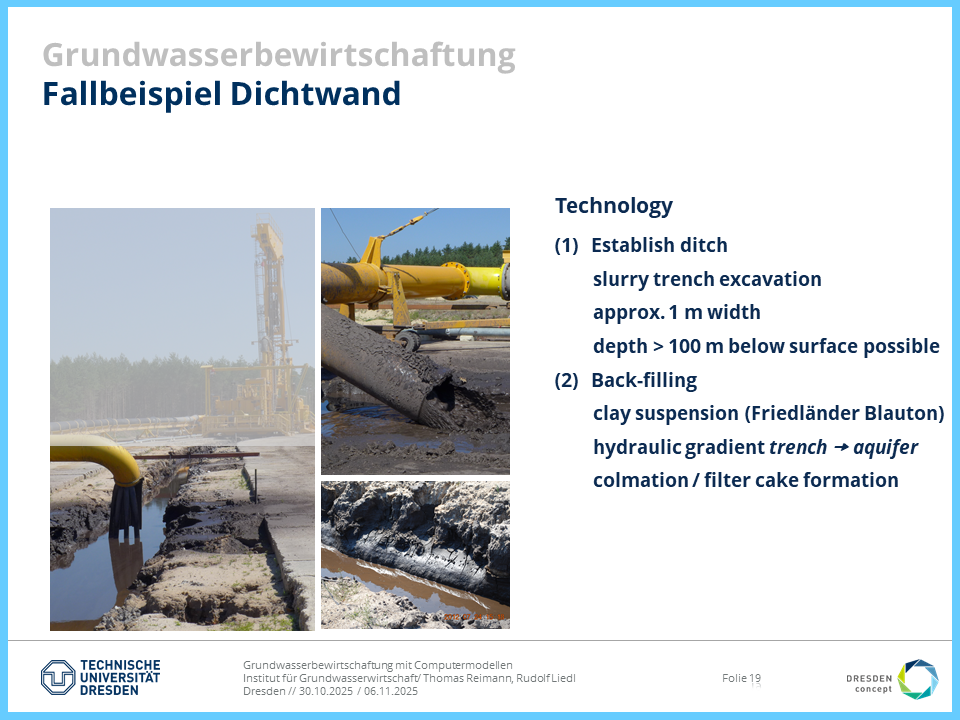 Grundwasserbewirtschaftung
Fallbeispiel Dichtwand
Technology
(1) Establish ditch
slurry trench excavation
approx. 1 m width
depth > 100 m below surface possible
(2) Back-filling
clay suspension (Friedländer Blauton)
hydraulic gradient trench → aquifer
colmation / filter cake formation
TECHNISCHE
UNIVERSITÄT
DRESDEN
Grundwasserbewirtschaftung mit Computermodellen
Institut für Grundwasserwirtschaft/ Thomas Reimann, Rudolf Liedl
Dresden // 30.10.2025 / 06.11.2025
Folie 19
DRESDEN
concept